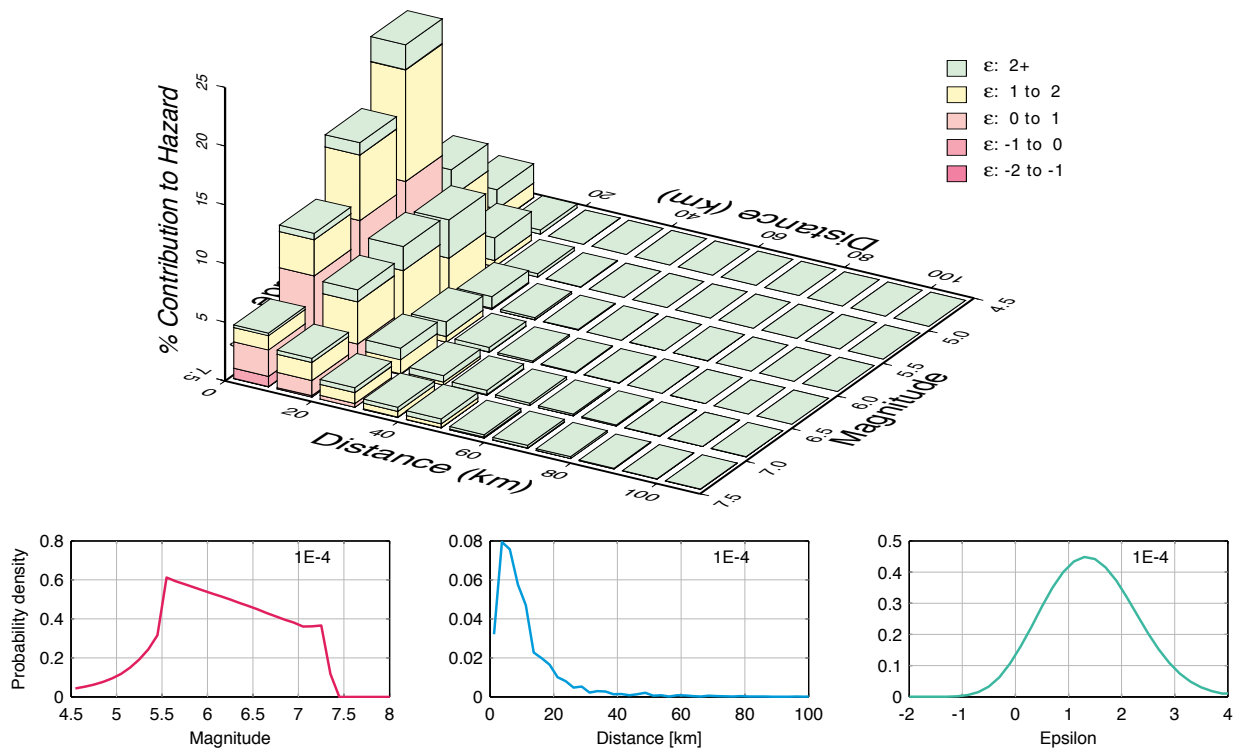 % Contribution to Hazard
25
20
15
10
5
ε: 2+
ε: 1 to 2
ε: 0 to 1
ε: -1 to 0
ε: -2 to -1
20
40
60
80
100
Distance (km)
4.5
5.0
5.5
6.0
6.5
7.0
7.5
Magnitude
7.5
0
20
40
60
80
100
Distance (km)
Probability density
0.8
0.6
0.4
0.2
0
1E-4
4.5 5 5.5 6 6.5 7 7.5 8
Magnitude
0.08
0.06
0.04
0.02
0
1E-4
0 20 40 60 80 100
Distance [km]
0.5
0.4
0.3
0.2
0.1
0
1E-4
-2 -1 0 1 2 3 4
Epsilon